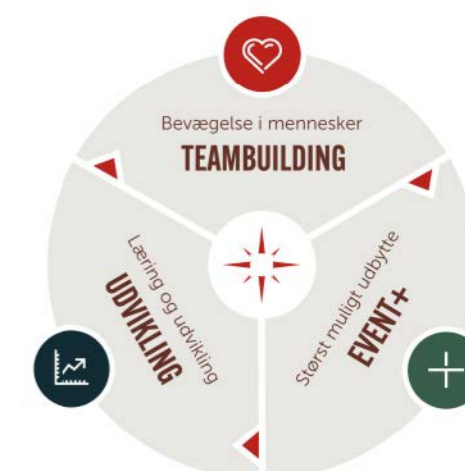 Bevægelse i mennesker
TEAMBUILDING
Læring og udvikling
UDVIKLING
Størst muligt udbytte
EVENT+